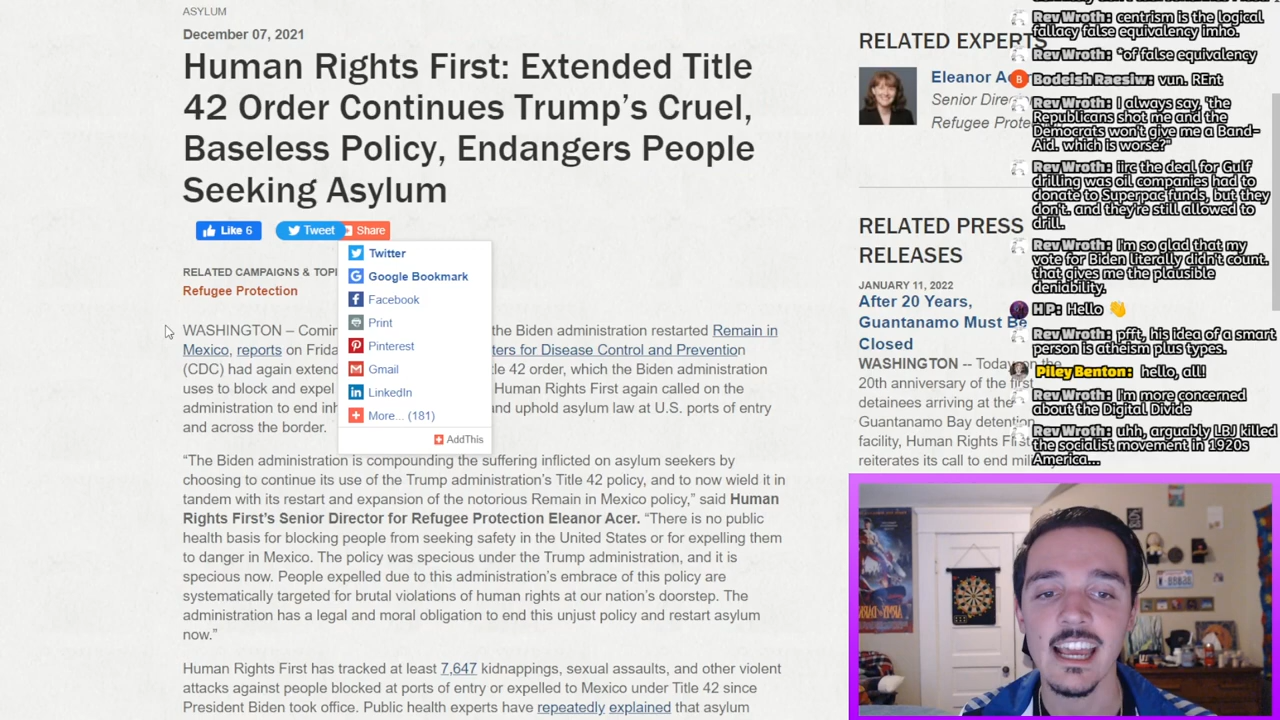 ASYLUM
December 07, 2021
Human Rights First: Extended Title
42 Order Continues Trump's Cruel,
Baseless Policy, Endangers People
Seeking Asylum
Like 6
Tweet
Share
Twitter
Google Bookmark
Facebook
Print
Pinterest
Gmail
LinkedIn
More... (181)
AddThis
RELATED CAMPAIGNS & TOPI
Refugee Protection
WASHINGTON – Comin the Biden administration restarted Remain in
Mexico, reports on Frida ters for Disease Control and Prevention
(CDC) had again extend le 42 order, which the Biden administration
uses to block and expel Human Rights First again called on the
administration to end inh and uphold asylum law at U.S. ports of entry
and across the border.
“The Biden administration is compounding the suffering inflicted on asylum seekers by
choosing to continue its use of the Trump administration's Title 42 policy, and to now wield it in
tandem with its restart and expansion of the notorious Remain in Mexico policy,” said Human
Rights First's Senior Director for Refugee Protection Eleanor Acer. “There is no public
health basis for blocking people from seeking safety in the United States or for expelling them
to danger in Mexico. The policy was specious under the Trump administration, and it is
specious now. People expelled due to this administration's embrace of this policy are
systematically targeted for brutal violations of human rights at our nation's doorstep. The
administration has a legal and moral obligation to end this unjust policy and restart asylum
now.”
Human Rights First has tracked at least 7,647 kidnappings, sexual assaults, and other violent
attacks against people blocked at ports of entry or expelled to Mexico under Title 42 since
President Biden took office. Public health experts have repeatedly explained that asylum
RELATED EXPERTS
Eleanor Ac
Senior Direc
Refugee Prote
RELATED PRESS
RELEASES
JANUARY 11, 2022
After 20 Years,
Guantanamo Must Be
Closed
WASHINGTON -- Today on the
20th anniversary of the first
detainees arriving at the
Guantanamo Bay detention
facility, Human Rights First
reiterates its call to end mili
RevWroth: centrism is the logical
fallacy false equivalency imho.
RevWroth: *of false equivalency
Bodeish Raesiw: vun. REnt
RevWroth: I always say, 'the
Republicans shot me and the
Democrats won't give me a Band-
Aid. which is worse?"
RevWroth: iirc the deal for Gulf
drilling was oil companies had to
donate to Superpac funds, but they
don't. and they're still allowed to
drill.
RevWroth: I'm so glad that my
vote for Biden literally didn't count.
that gives me the plausible
deniability.
H P: Hello 👋
RevWroth: pfft, his idea of a smart
person is atheism plus types.
Piley Benton: hello, all!
RevWroth: I'm more concerned
about the Digital Divide
RevWroth: uhh, arguably LBJ killed
the socialist movement in 1920s
America...